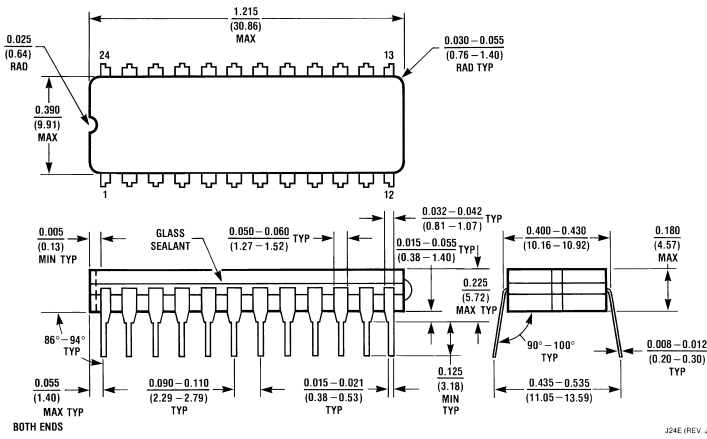 1.215
(30.86)
MAX
0.025
(0.64)
RAD
24
13
0.030–0.055
(0.76–1.40)
RAD TYP
0.390
(9.91)
MAX
1
12
0.005
(0.13)
MIN TYP
GLASS
SEALANT
0.050–0.060
(1.27–1.52)
TYP
0.032–0.042
(0.81–1.07)
TYP
0.015–0.055
(0.38–1.40)
TYP
0.400–0.430
(10.16–10.92)
0.180
(4.57)
MAX
0.225
(5.72)
MAX TYP
86°–94°
TYP
90°–100°
TYP
0.008–0.012
(0.20–0.30)
TYP
0.055
(1.40)
MAX TYP
BOTH ENDS
0.090–0.110
(2.29–2.79)
TYP
0.015–0.021
(0.38–0.53)
TYP
0.125
(3.18)
MIN
TYP
0.435–0.535
(11.05–13.59)
J24E (REV J